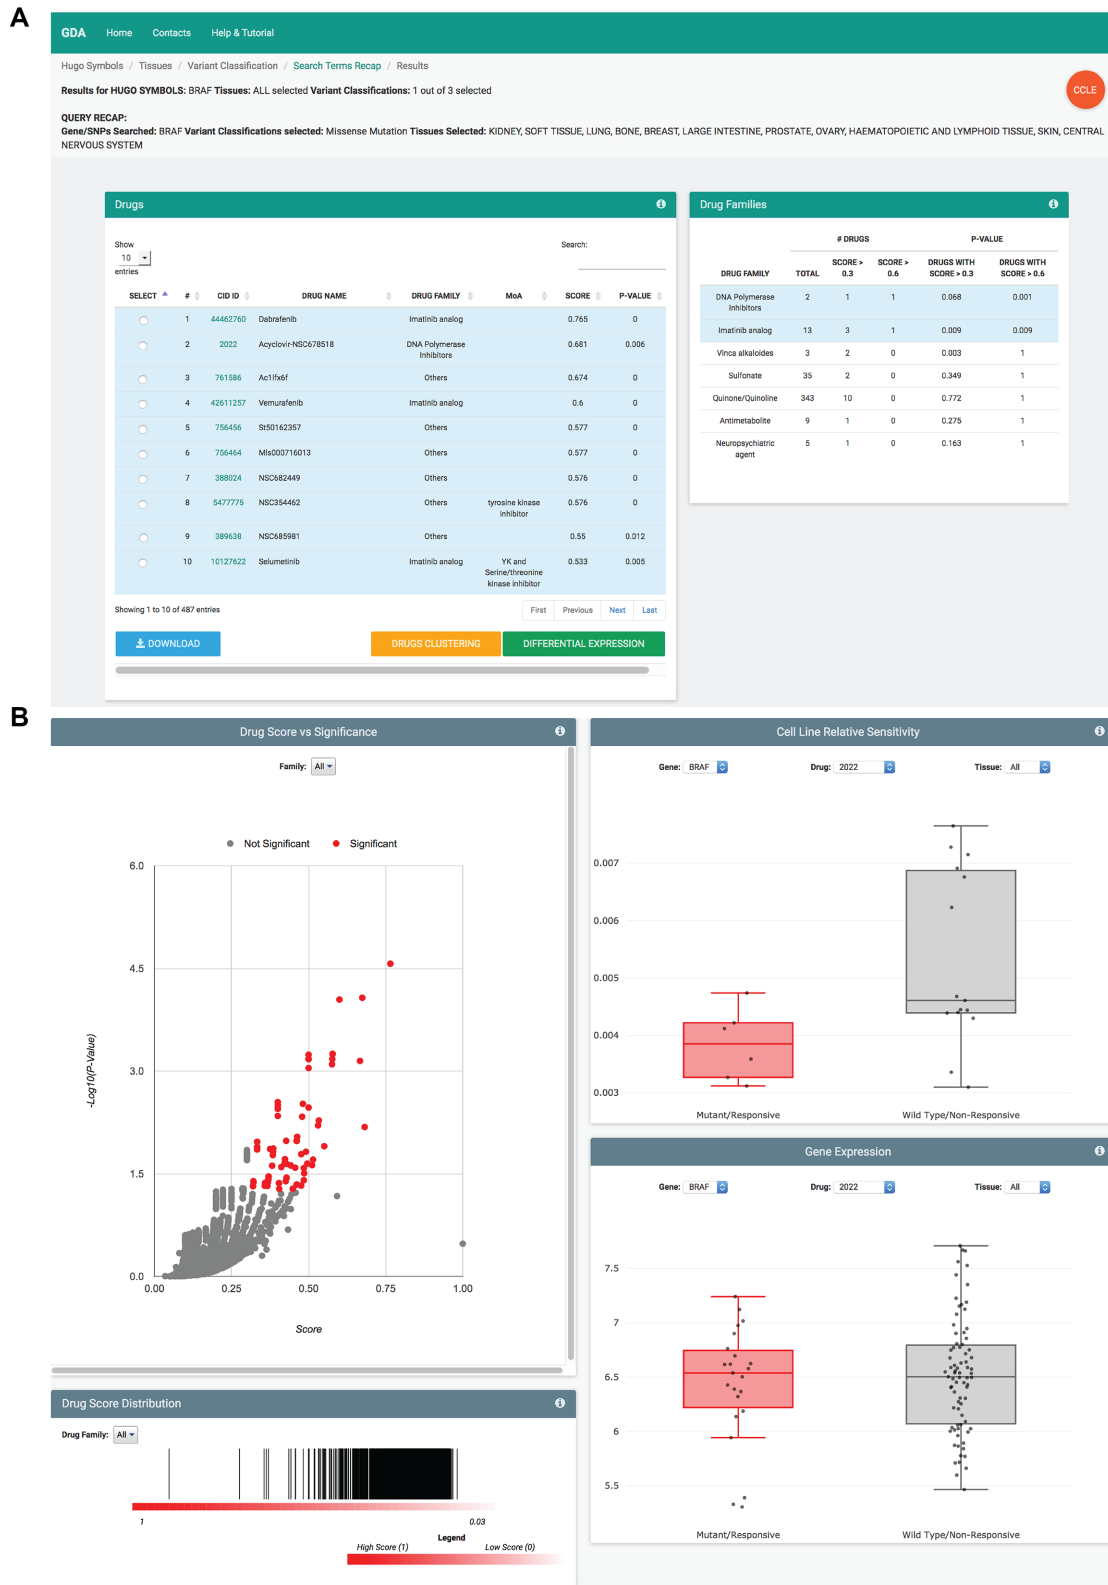 A
GDA Home Contacts Help & Tutorial
Hugo Symbols / Tissues / Variant Classification / Search Terms Recap / Results
Results for HUGO SYMBOLS: BRAF Tissues: ALL selected Variant Classifications: 1 out of 3 selected
CCLE
QUERY RECAP:
Gene/SNPs Searched: BRAF Variant Classifications selected: Missense Mutation Tissues Selected: KIDNEY, SOFT TISSUE, LUNG, BONE, BREAST, LARGE INTESTINE, PROSTATE, OVARY, HAEMATOPOIETIC AND LYMPHOID TISSUE, SKIN, CENTRAL
NERVOUS SYSTEM
Drugs
Show
10
entries
Search:
SELECT # CID ID DRUG NAME DRUG FAMILY MoA SCORE P-VALUE
1 44462760 Dabrafenib Imatinib analog 0.765 0
2 2022 Acyclovir-NSC678518 DNA Polymerase Inhibitors 0.681 0.006
3 761586 Ac1lfx6f Others 0.674 0
4 42611257 Vemurafenib Imatinib analog 0.6 0
5 756456 St50162357 Others 0.577 0
6 756464 Mls000716013 Others 0.577 0
7 388024 NSC682449 Others 0.576 0
8 5477775 NSC354462 Others tyrosine kinase inhibitor 0.576 0
9 389638 NSC685981 Others 0.55 0.012
10 10127622 Selumetinib Imatinib analog YK and Serine/threonine kinase inhibitor 0.533 0.005
Showing 1 to 10 of 487 entries
First Previous Next Last
DOWNLOAD DRUGS CLUSTERING DIFFERENTIAL EXPRESSION
Drug Families
# DRUGS P-VALUE
DRUG FAMILY TOTAL SCORE > 0.3 SCORE > 0.6 DRUGS WITH SCORE > 0.3 DRUGS WITH SCORE > 0.6
DNA Polymerase Inhibitors 2 1 1 0.068 0.001
Imatinib analog 13 3 1 0.009 0.009
Vinca alkaloides 3 2 0 0.003 1
Sulfonate 35 2 0 0.349 1
Quinone/Quinoline 343 10 0 0.772 1
Antimetabolite 9 1 0 0.275 1
Neuropsychiatric agent 5 1 0 0.163 1
B
Drug Score vs Significance
Family: All
Not Significant Significant
6.0
4.5
3.0
1.5
0.0
-Log10(P-Value)
0.00 0.25 0.50 0.75 1.00
Score
Drug Score Distribution
Drug Family: All
1 0.03
Legend
High Score (1) Low Score (0)
Cell Line Relative Sensitivity
Gene: BRAF Drug: 2022 Tissue: All
0.007
0.006
0.005
0.004
0.003
Mutant/Responsive Wild Type/Non-Responsive
Gene Expression
Gene: BRAF Drug: 2022 Tissue: All
7.5
7
6.5
6
5.5
Mutant/Responsive Wild Type/Non-Responsive